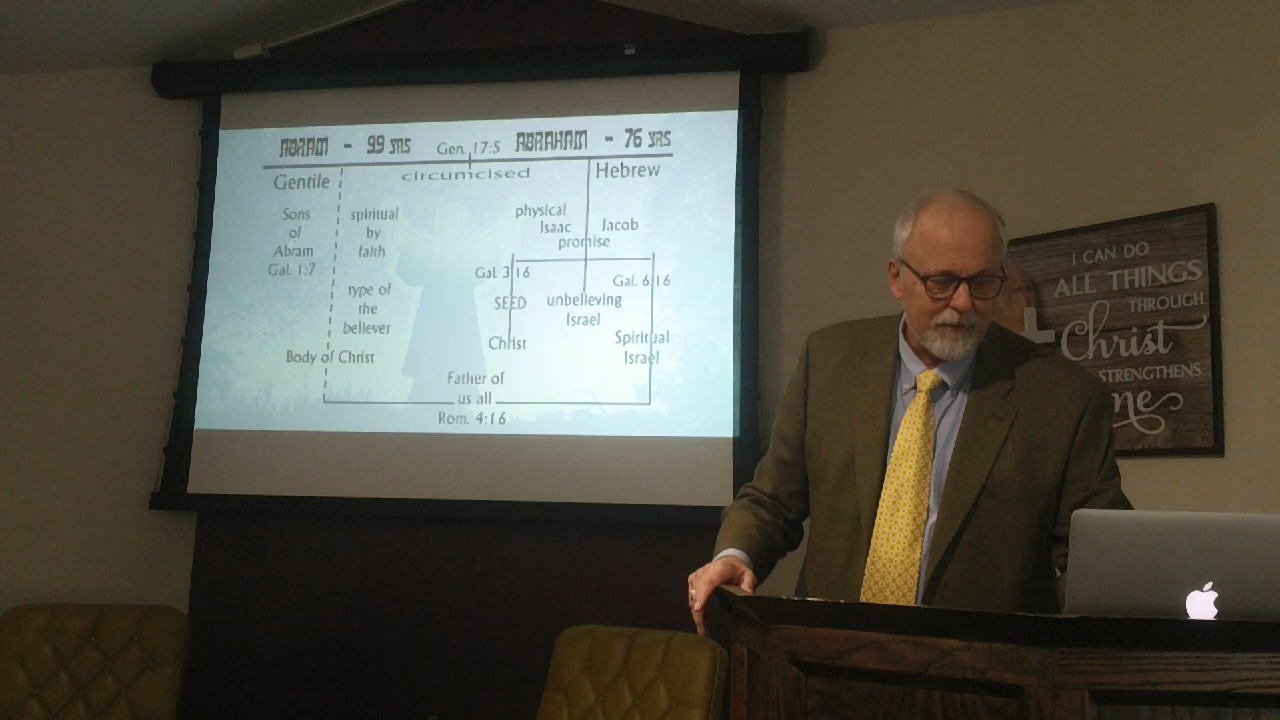 ABRAM - 99 YRS Gen. 17:5 ABRAHAM - 76 YRS
Gentile circumcised Hebrew
Sons
of
Abram
Gal. 1:7
spiritual
by
faith
type of
the
believer
Body of Christ
physical
Isaac
Jacob
promise
Gal. 3 16
SEED
Christ
unbelieving
Israel
Gal. 6 16
Spiritual
Israel
Father of
us all
Rom. 4:16
I CAN DO
ALL THINGS
THROUGH
Christ
STRENGTHENS
me